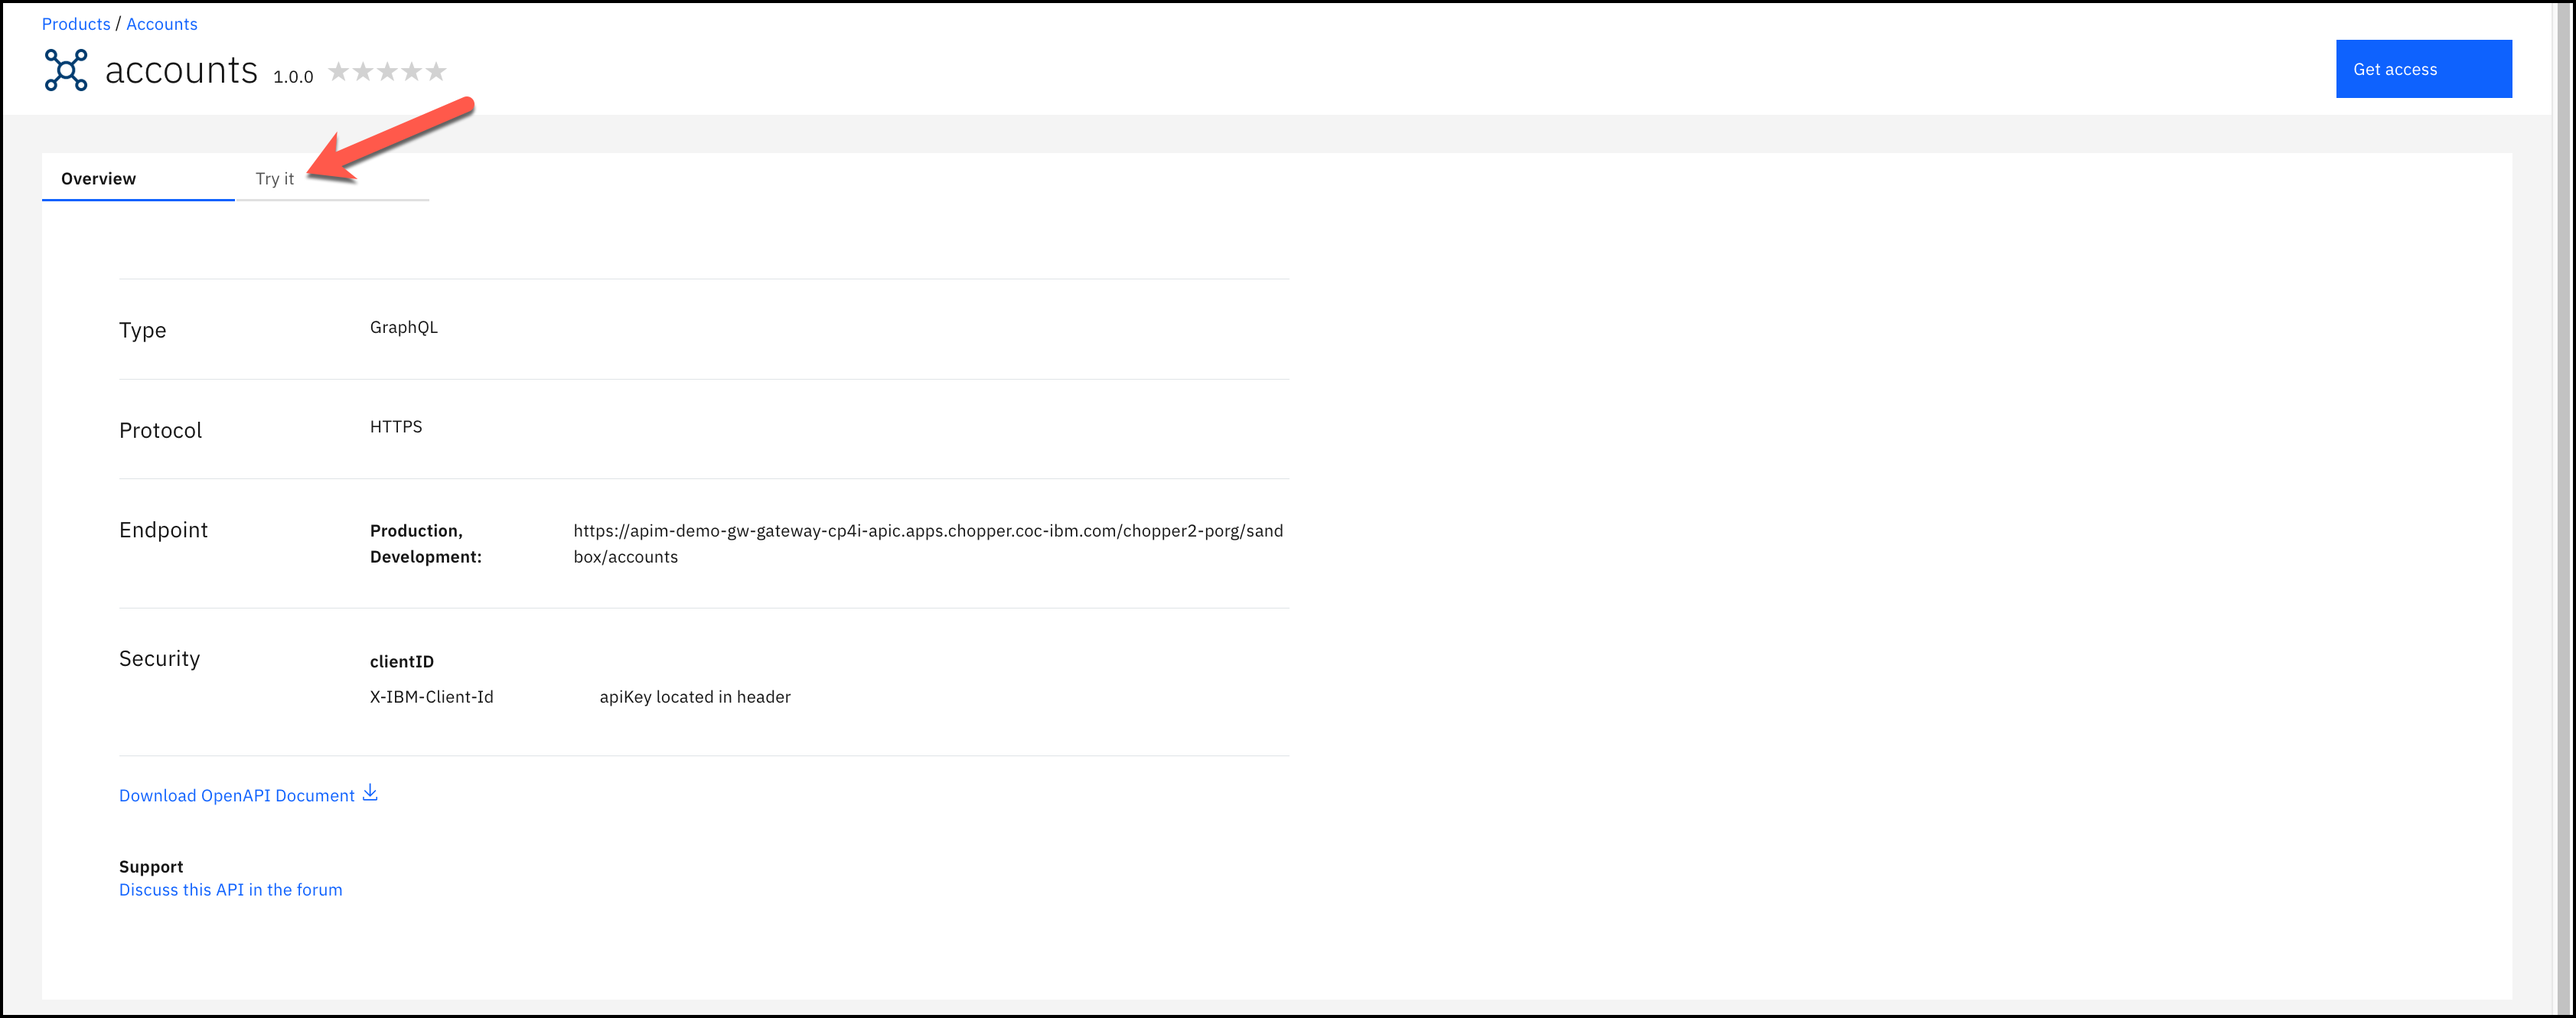 Products / Accounts
accounts 1.0.0
Get access
Overview
Try it
Type
GraphQL
Protocol
HTTPS
Endpoint
Production,
Development:
https://apim-demo-gw-gateway-cp4i-apic.apps.chopper.coc-ibm.com/chopper2-porg/sand
box/accounts
Security
clientID
X-IBM-Client-Id
apiKey located in header
Download OpenAPI Document
Support
Discuss this API in the forum